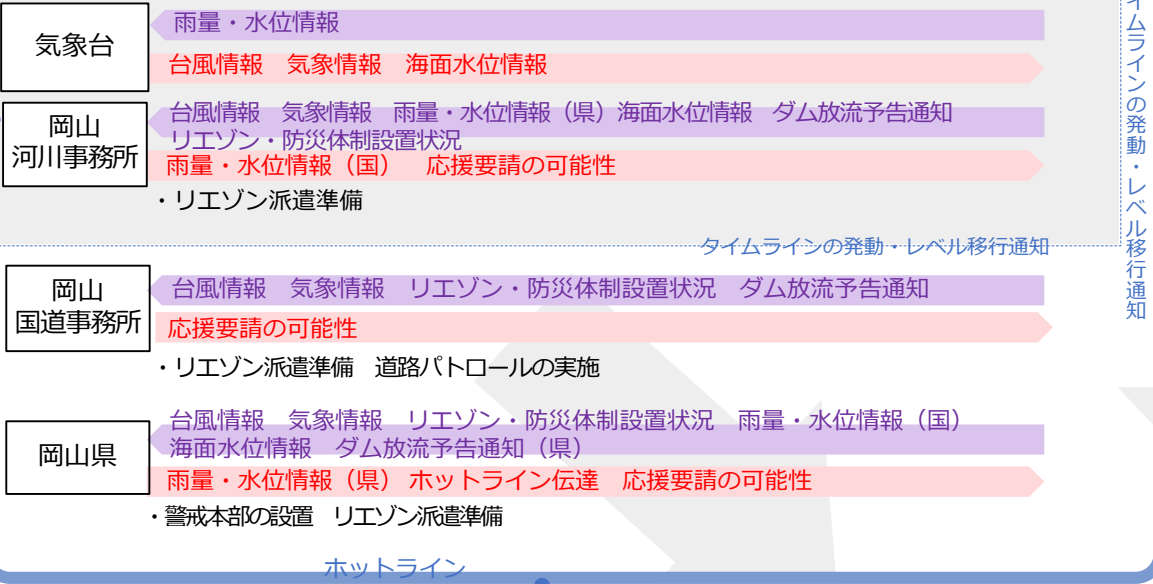 雨量・水位情報
気象台
台風情報　気象情報　海面水位情報
台風情報　気象情報　雨量・水位情報（県）海面水位情報　ダム放流予告通知
リエゾン・防災体制設置状況
岡山
河川事務所
雨量・水位情報（国）　応援要請の可能性
・リエゾン派遣準備
イムラインの発動・レベル移行通知
タイムラインの発動・レベル移行通知
岡山
国道事務所
台風情報　気象情報　リエゾン・防災体制設置状況　ダム放流予告通知
応援要請の可能性
・リエゾン派遣準備　道路パトロールの実施
台風情報　気象情報　リエゾン・防災体制設置状況　雨量・水位情報（国）
海面水位情報　ダム放流予告通知（県）
岡山県
雨量・水位情報（県） ホットライン伝達　応援要請の可能性
・警戒本部の設置　リエゾン派遣準備
ホットライン